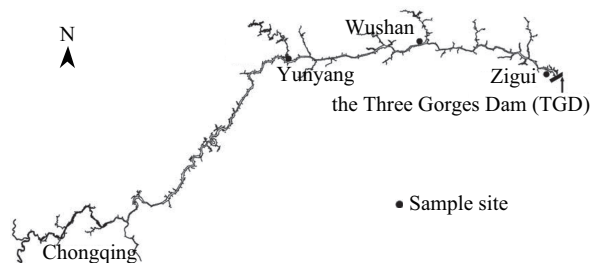 Wushan
N
Yunyang
Zigui
the Three Gorges Dam (TGD)
Sample site
Chongqing